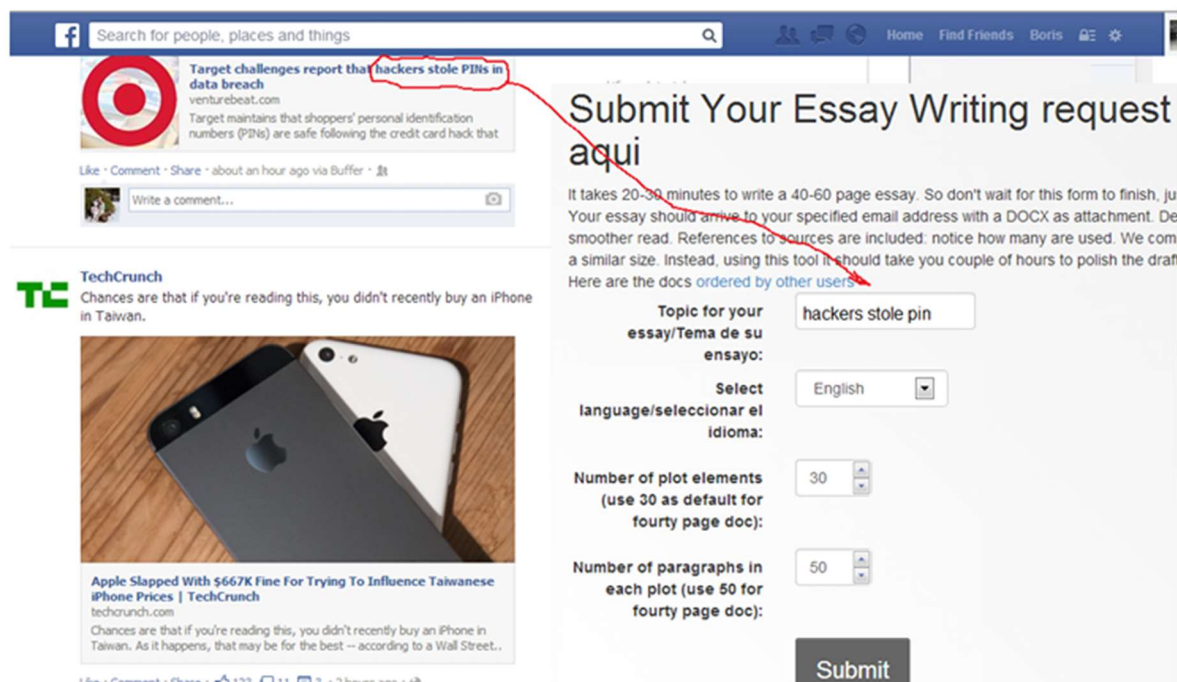 Search for people, places and things
Home Find Friends Boris
Target challenges report that hackers stole PINs in
data breach
venturebeat.com
Target maintains that shoppers' personal identification
numbers (PINs) are safe following the credit card hack that
Like · Comment · Share · about an hour ago via Buffer ·
Write a comment...
TechCrunch
Chances are that if you're reading this, you didn't recently buy an iPhone
in Taiwan.
Apple Slapped With $667K Fine For Trying To Influence Taiwanese
iPhone Prices | TechCrunch
techcrunch.com
Chances are that if you're reading this, you didn't recently buy an iPhone in
Taiwan. As it happens, that may be for the best -- according to a Wall Street..
Submit Your Essay Writing request
aqui
It takes 20-30 minutes to write a 40-60 page essay. So don't wait for this form to finish, ju
Your essay should arrive to your specified email address with a DOCX as attachment. De
smoother read. References to sources are included: notice how many are used. We com
a similar size. Instead, using this tool it should take you couple of hours to polish the draf
Here are the docs ordered by other users
Topic for your
essay/Tema de su
ensayo:
hackers stole pin
Select
language/seleccionar el
idioma:
English
Number of plot elements
(use 30 as default for
fourty page doc):
30
Number of paragraphs in
each plot (use 50 for
fourty page doc):
50
Submit